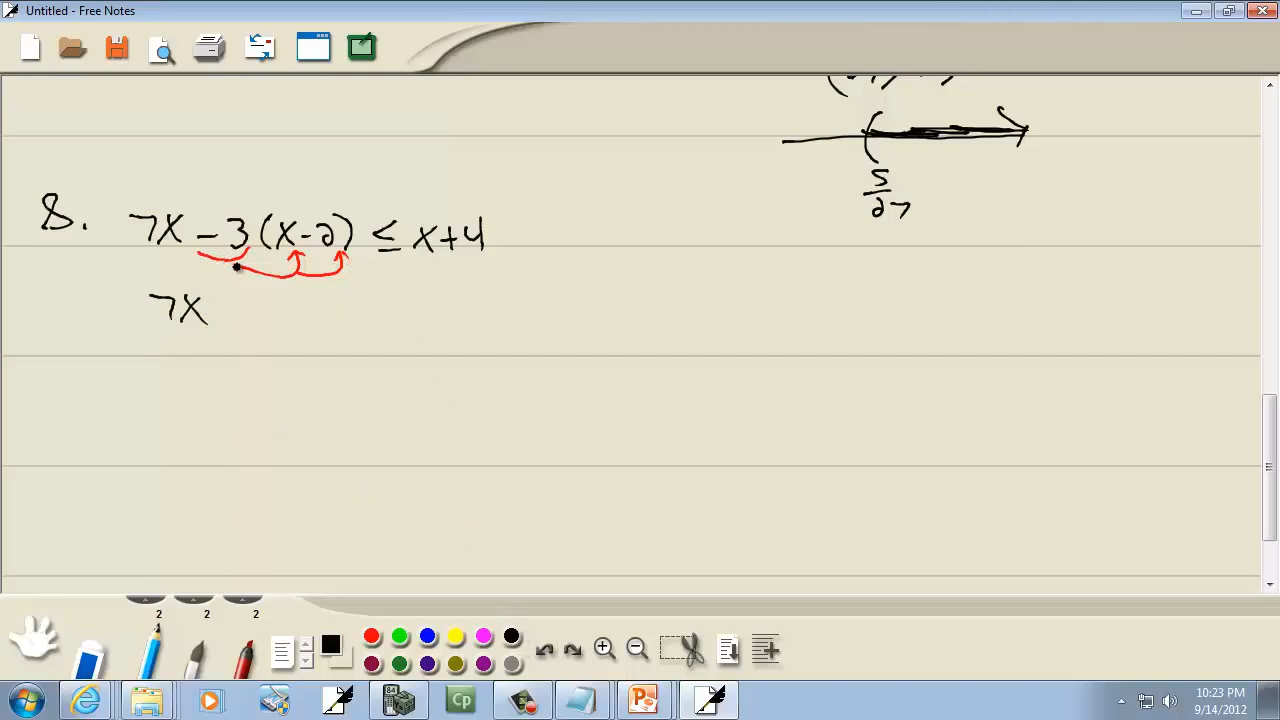 Untitled - Free Notes
5
27
8. 7x - 3(x-2) ≤ x+4
7x
2 2 2
Cp
10:23 PM
9/14/2012